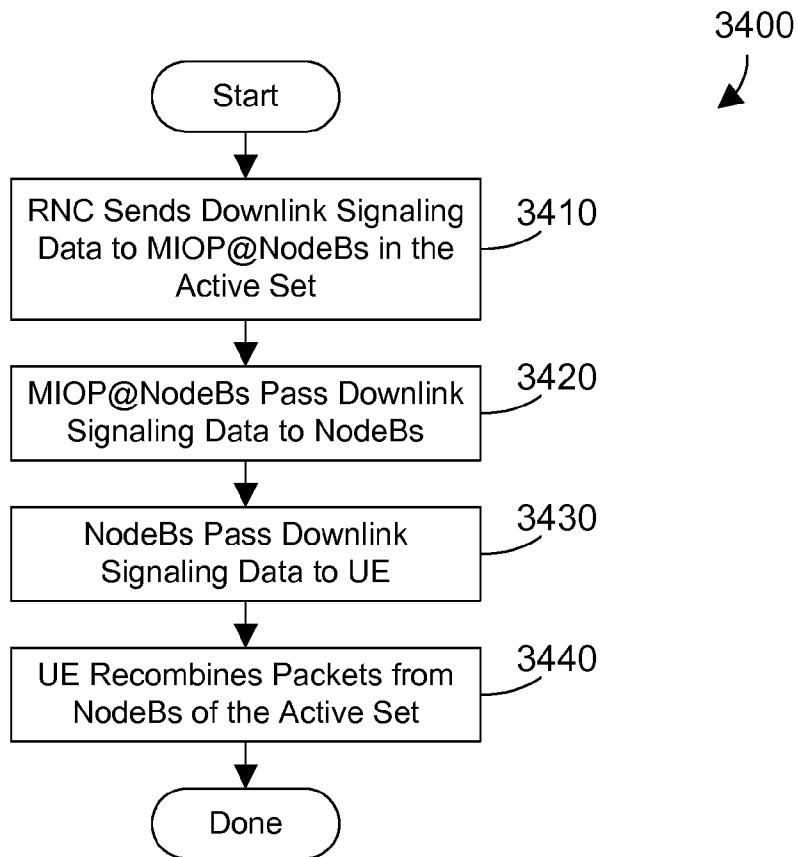 3400
Start
RNC Sends Downlink Signaling
Data to MIOP@NodeBs in the
Active Set
3410
MIOP@NodeBs Pass Downlink
Signaling Data to NodeBs
3420
NodeBs Pass Downlink
Signaling Data to UE
3430
UE Recombines Packets from
NodeBs of the Active Set
3440
Done